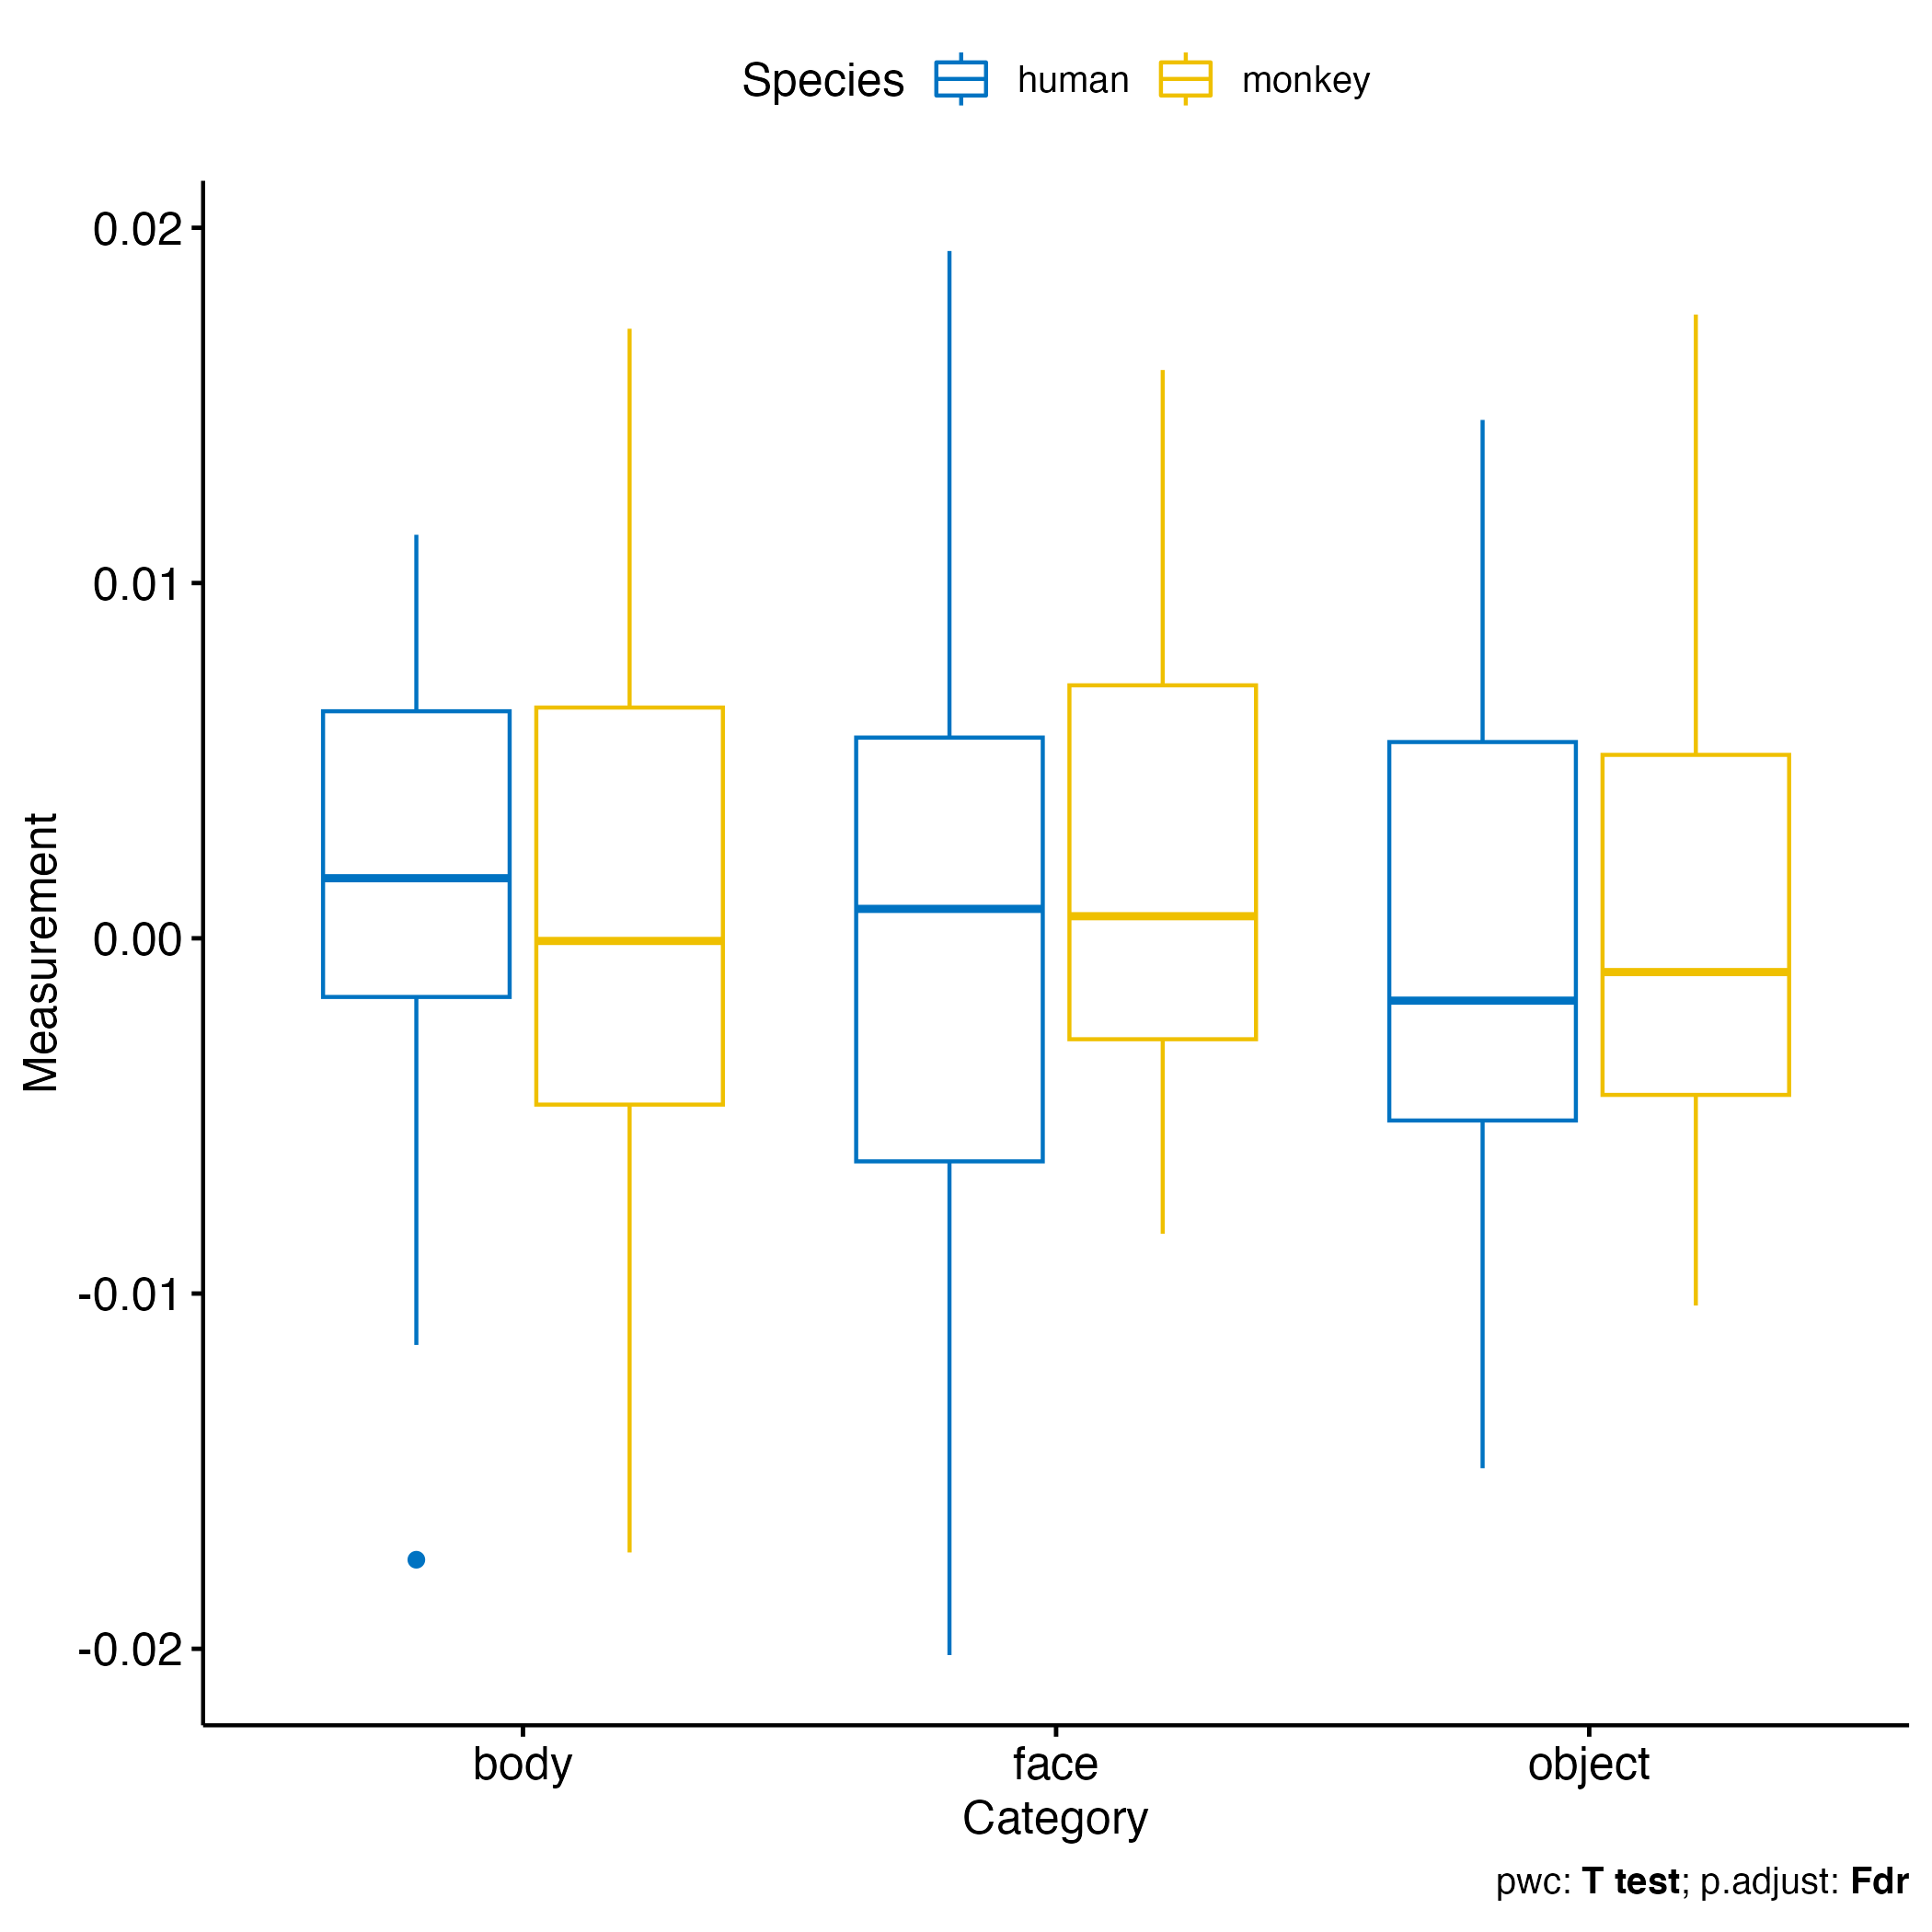 Species human monkey
0.02
0.01
0.00
-0.01
-0.02
Measurement
body face object
Category
pwc: T test; p.adjust: Fdr